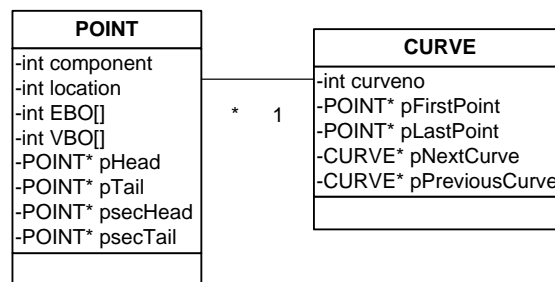 POINT
-int component
-int location
-int EBO[]
-int VBO[]
-POINT* pHead
-POINT* pTail
-POINT* psecHead
-POINT* psecTail
* 1
CURVE
-int curveno
-POINT* pFirstPoint
-POINT* pLastPoint
-CURVE* pNextCurve
-CURVE* pPreviousCurve